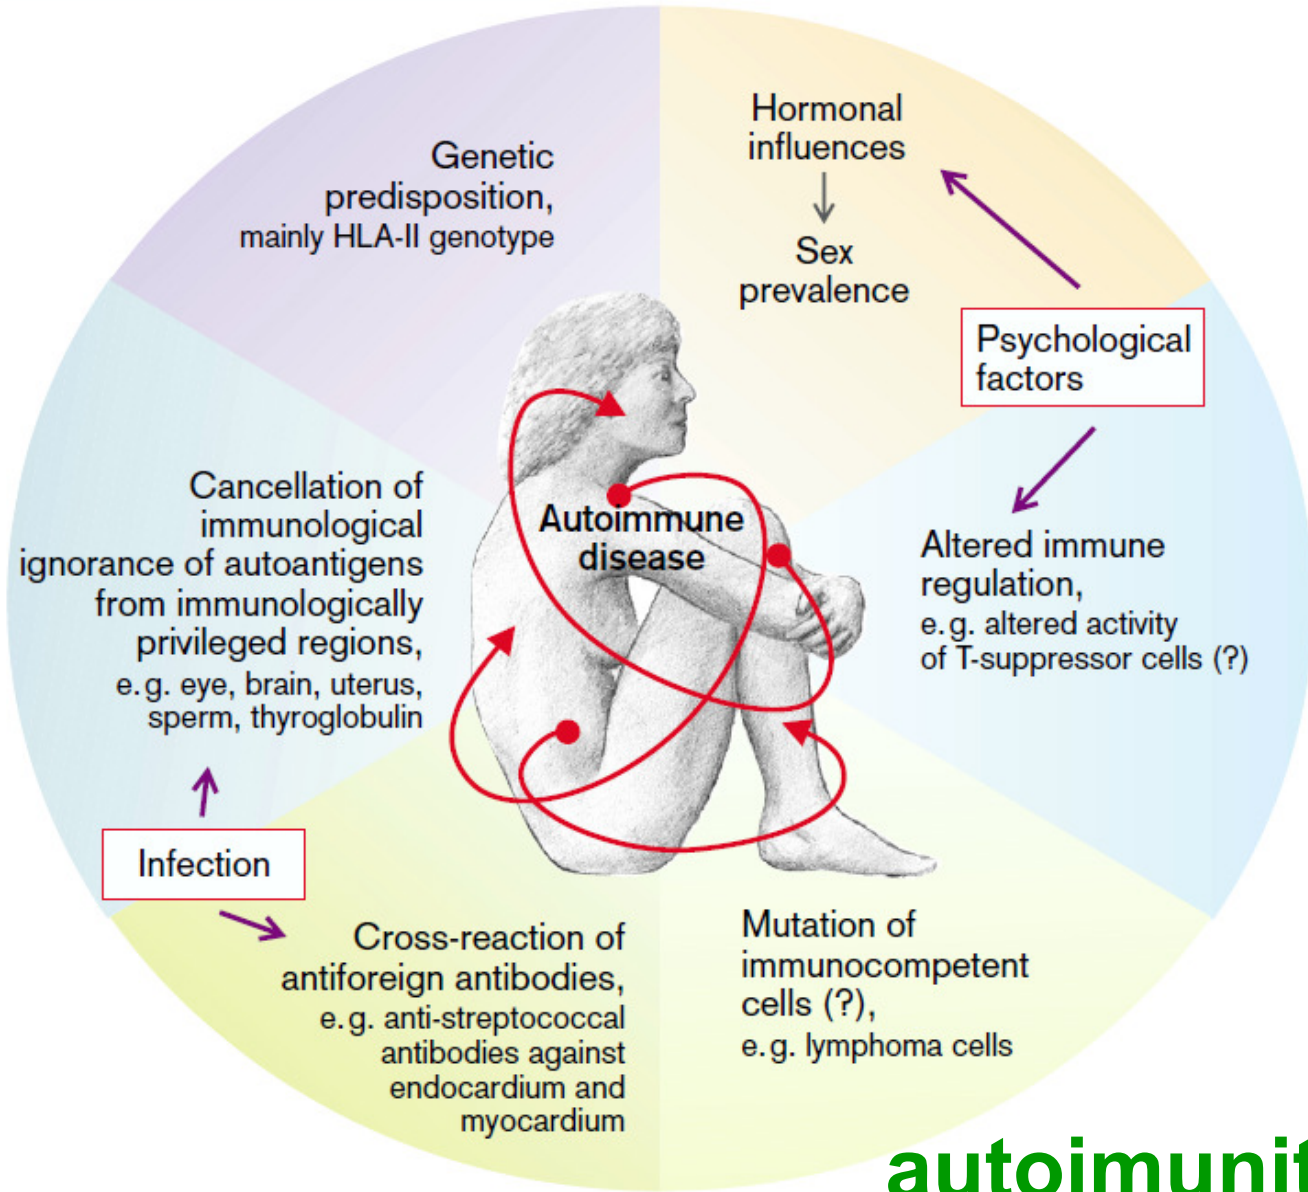 Hormonal
influences
Sex
prevalence
Genetic
predisposition,
mainly HLA-II genotype
Psychological
factors
Autoimmune
disease
Cancellation of
immunological
ignorance of autoantigens
from immunologically
privileged regions,
e.g. eye, brain, uterus,
sperm, thyroglobulin
Altered immune
regulation,
e.g. altered activity
of T-suppressor cells (?)
Infection
Cross-reaction of
antiforeign antibodies,
e.g. anti-streptococcal
antibodies against
endocardium and
myocardium
Mutation of
immunocompetent
cells (?),
e.g. lymphoma cells
autoimunit